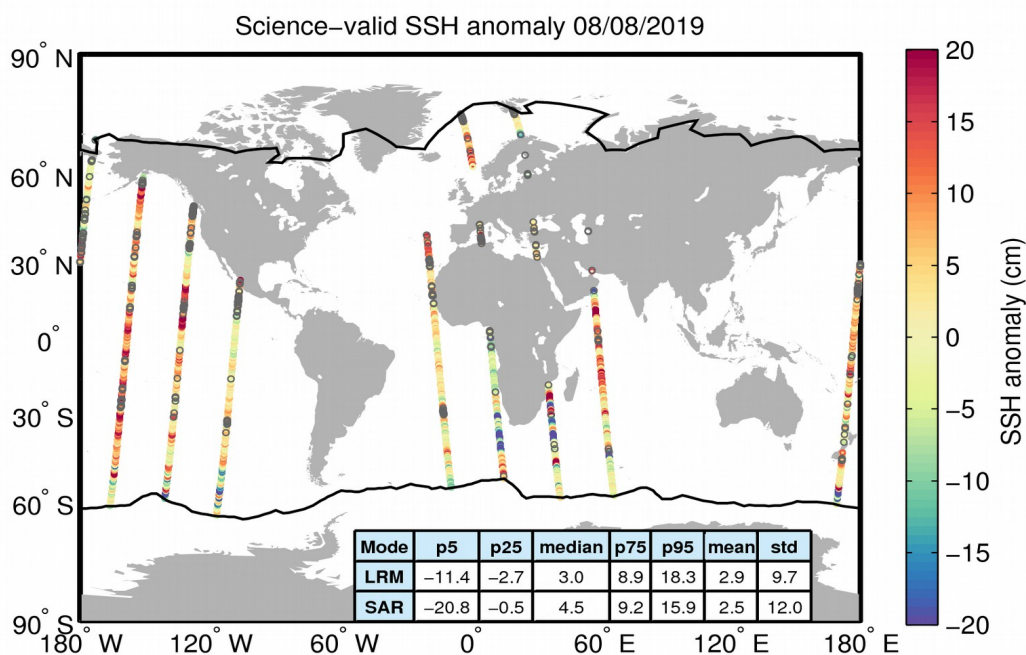 Science−valid SSH anomaly 08/08/2019
90° N
60° N
30° N
0°
30° S
60° S
90° S
180° W
120° W
60° W
0°
60° E
120° E
180° E
20
15
10
5
0
−5
−10
−15
−20
SSH anomaly (cm)
Mode p5 p25 median p75 p95 mean std
LRM −11.4 −2.7 3.0 8.9 18.3 2.9 9.7
SAR −20.8 −0.5 4.5 9.2 15.9 2.5 12.0